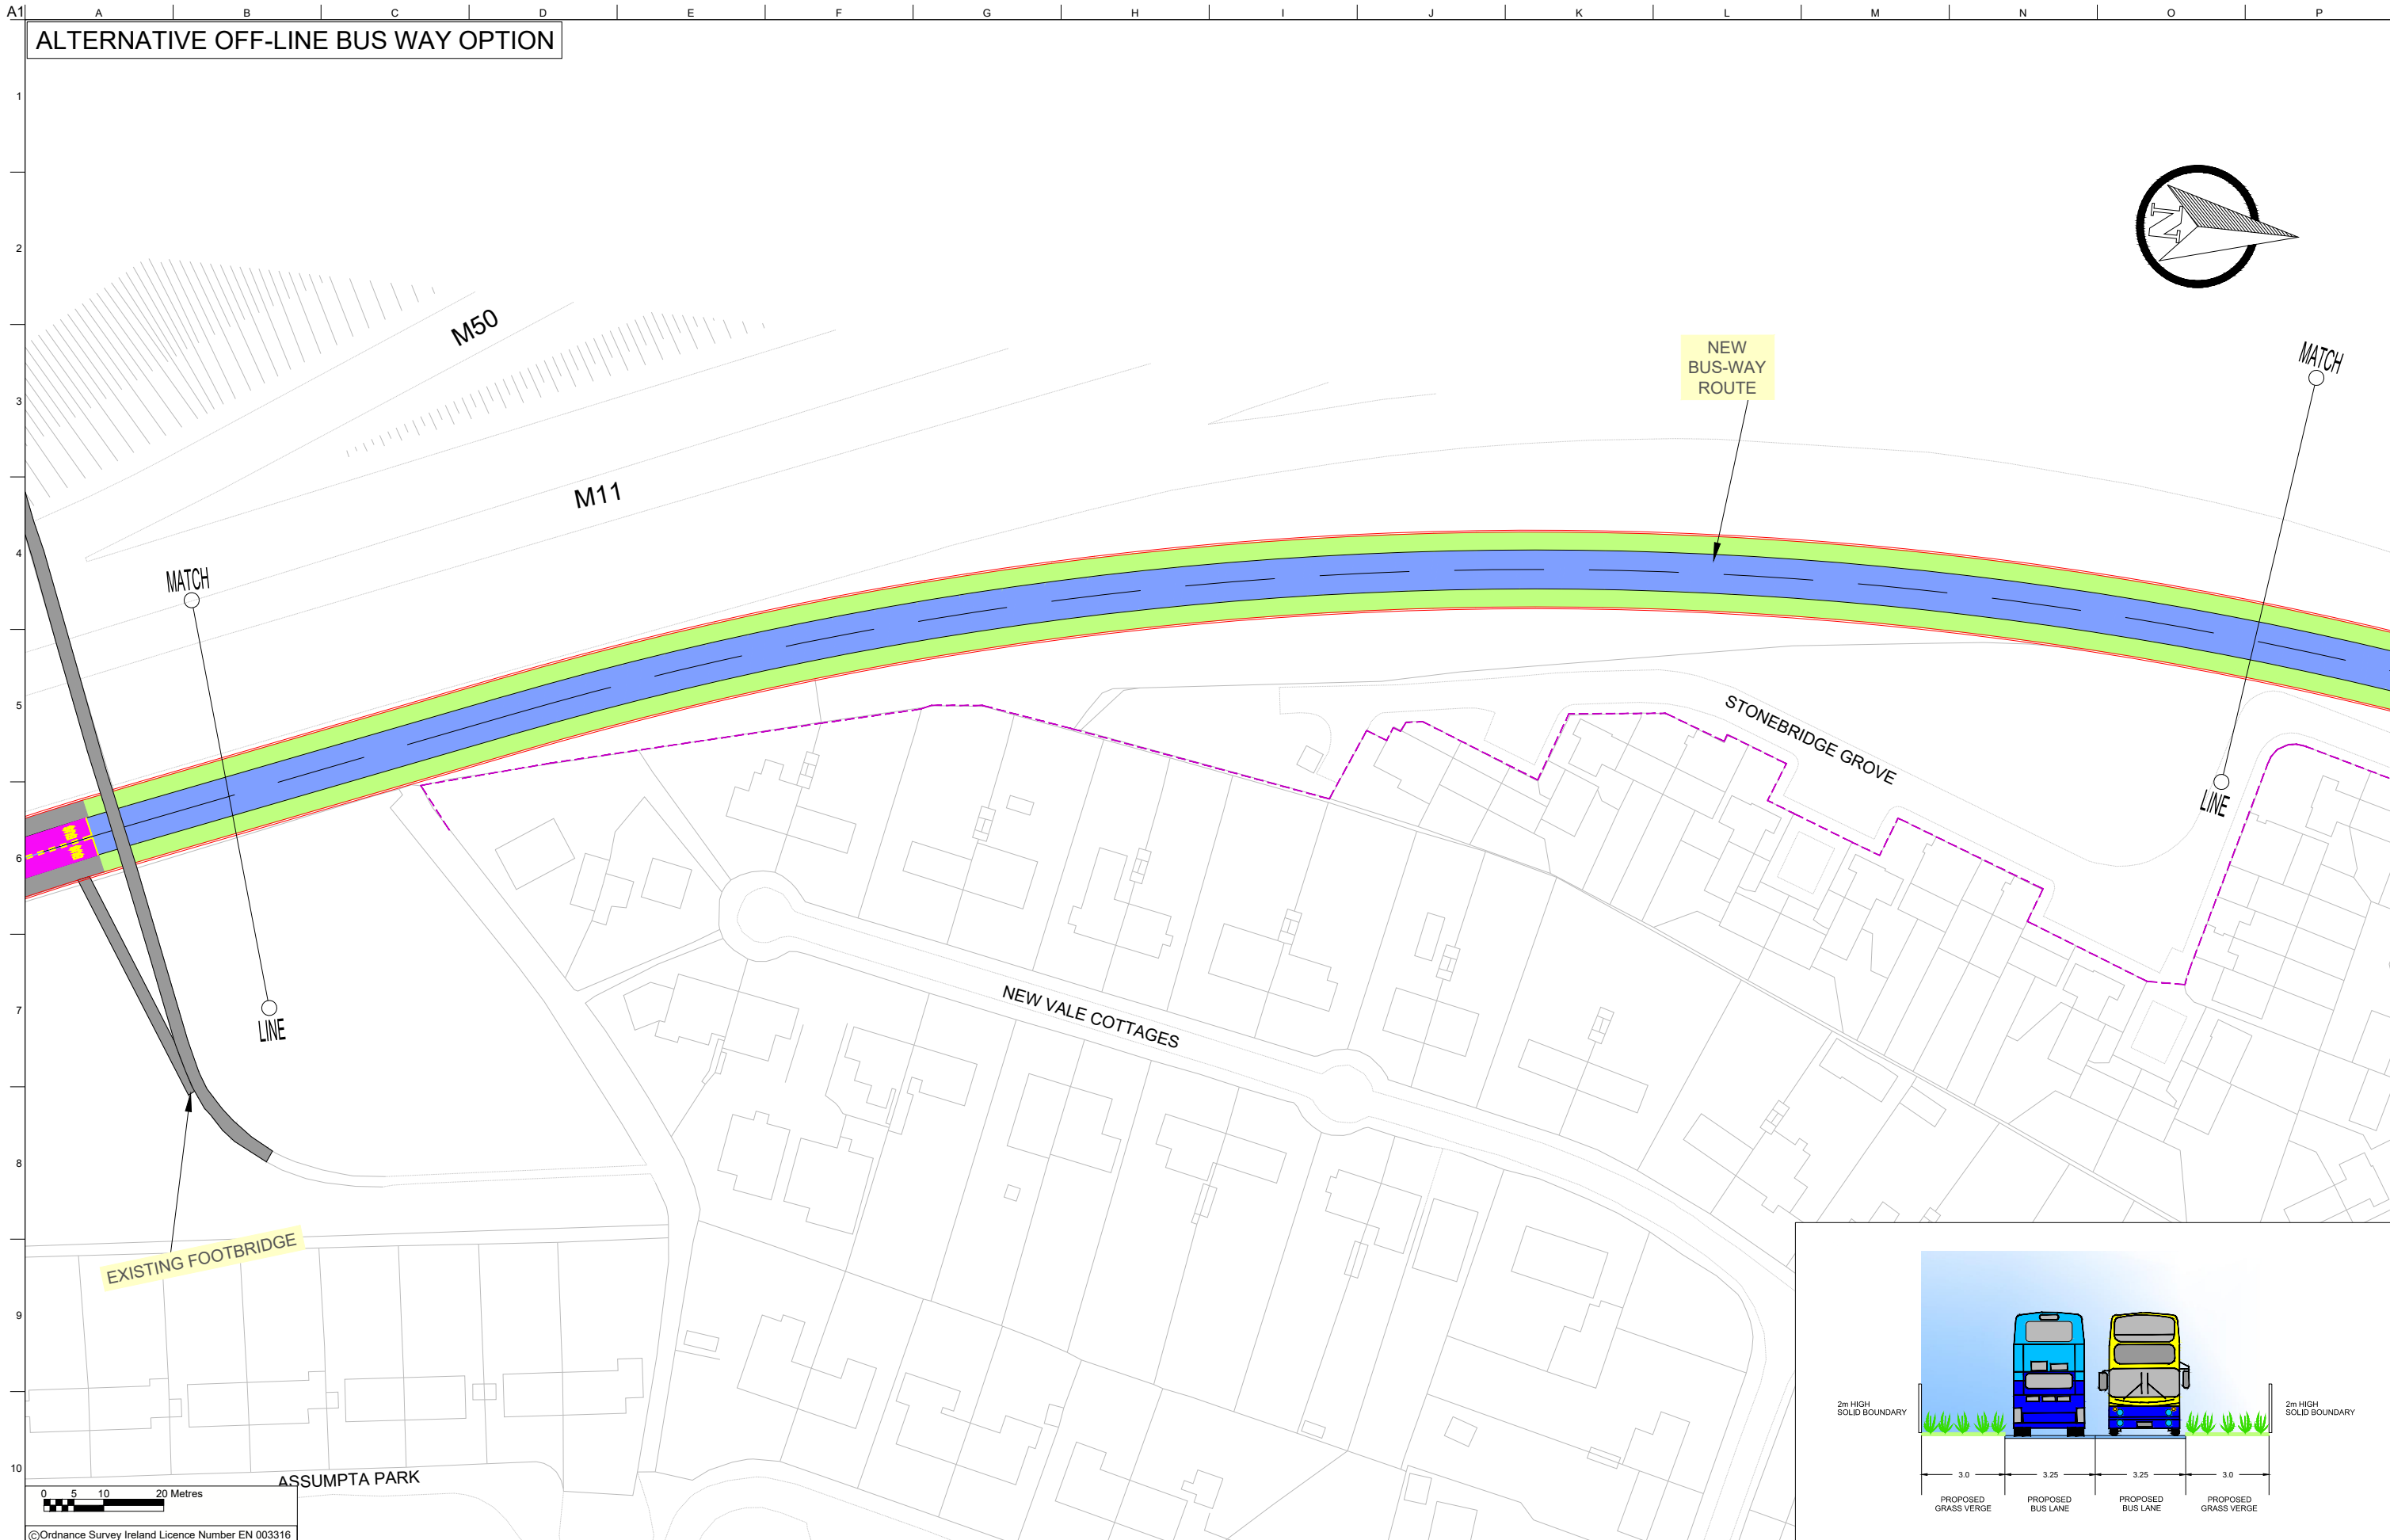 A1 A B C D E F G H I J K L M N O P
ALTERNATIVE OFF-LINE BUS WAY OPTION
1
2
3
4
5
6
7
8
9
10
N
M50
M11
NEW
BUS-WAY
ROUTE
MATCH
LINE
MATCH
LINE
STONEBRIDGE GROVE
NEW VALE COTTAGES
EXISTING FOOTBRIDGE
ASSUMPTA PARK
0 5 10 20 Metres
©Ordnance Survey Ireland Licence Number EN 003316
2m HIGH
SOLID BOUNDARY
2m HIGH
SOLID BOUNDARY
3.0 3.25 3.25 3.0
PROPOSED
GRASS VERGE
PROPOSED
BUS LANE
PROPOSED
BUS LANE
PROPOSED
GRASS VERGE